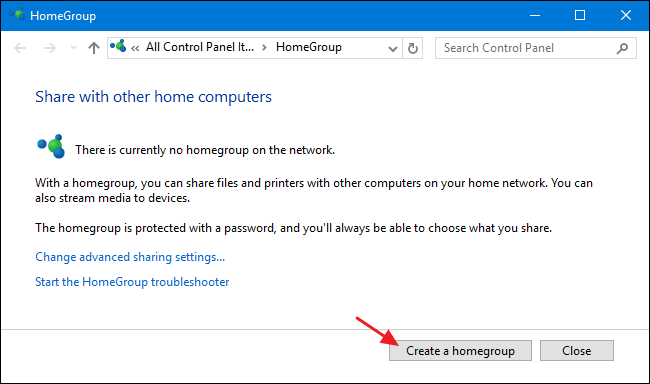 HomeGroup
« All Control Panel It... > HomeGroup
Search Control Panel
Share with other home computers
There is currently no homegroup on the network.
With a homegroup, you can share files and printers with other computers on your home network. You can
also stream media to devices.
The homegroup is protected with a password, and you'll always be able to choose what you share.
Change advanced sharing settings...
Start the HomeGroup troubleshooter
Create a homegroup
Close